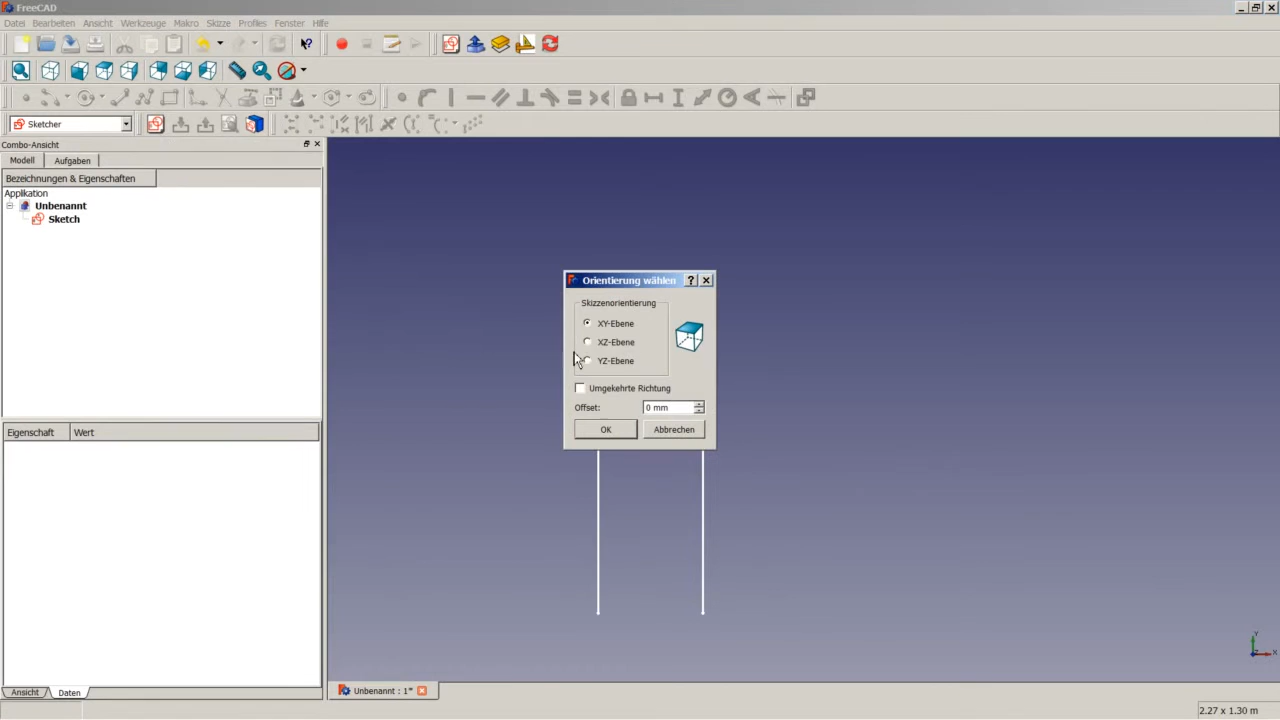 FreeCAD
Datei Bearbeiten Ansicht Werkzeuge Makro Skizze Profiles Fenster Hilfe
Sketcher
Combo-Ansicht
Modell Aufgaben
Bezeichnungen & Eigenschaften
Applikation
Unbenannt
Sketch
Orientierung wählen
Skizzenorientierung
XY-Ebene
XZ-Ebene
YZ-Ebene
Umgekehrte Richtung
Offset: 0 mm
OK Abbrechen
Eigenschaft Wert
Y
Z X
Ansicht Daten
Unbenannt : 1*
2.27 x 1.30 m